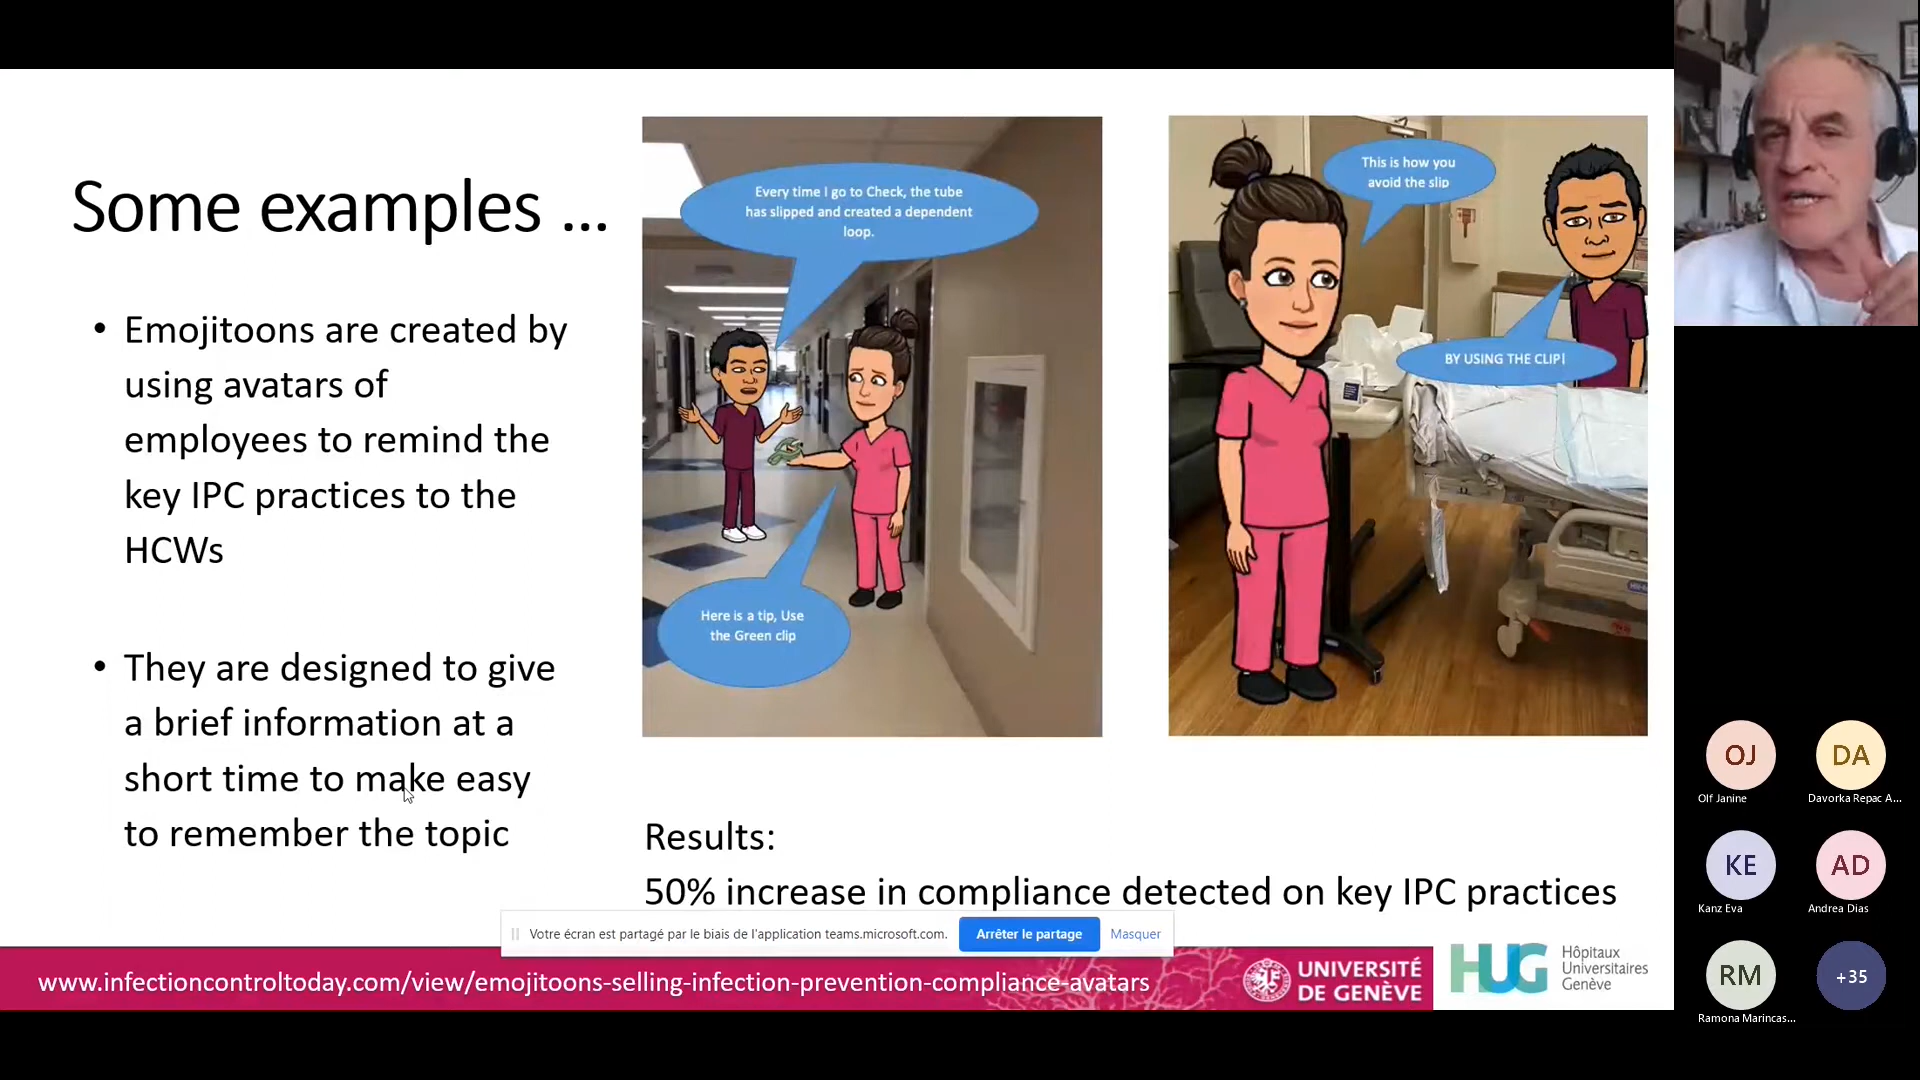 Some examples ...
• Emojitoons are created by
using avatars of
employees to remind the
key IPC practices to the
HCWs
• They are designed to give
a brief information at a
short time to make easy
to remember the topic
Every time I go to Check, the tube
has slipped and created a dependent
loop.
Here is a tip, Use
the Green clip
This is how you
avoid the slip
BY USING THE CLIP!
Results:
50% increase in compliance detected on key IPC practices
Votre écran est partagé par le biais de l'application teams.microsoft.com.
Arrêter le partage
Masquer
www.infectioncontroltoday.com/view/emojitoons-selling-infection-prevention-compliance-avatars
UNIVERSITÉ
DE GENÈVE
HUG
Hôpitaux
Universitaires
Genève
OJ
Olf Janine
DA
Davorka Repac A...
KE
Kanz Eva
AD
Andrea Dias
RM
Ramona Marincas...
+35